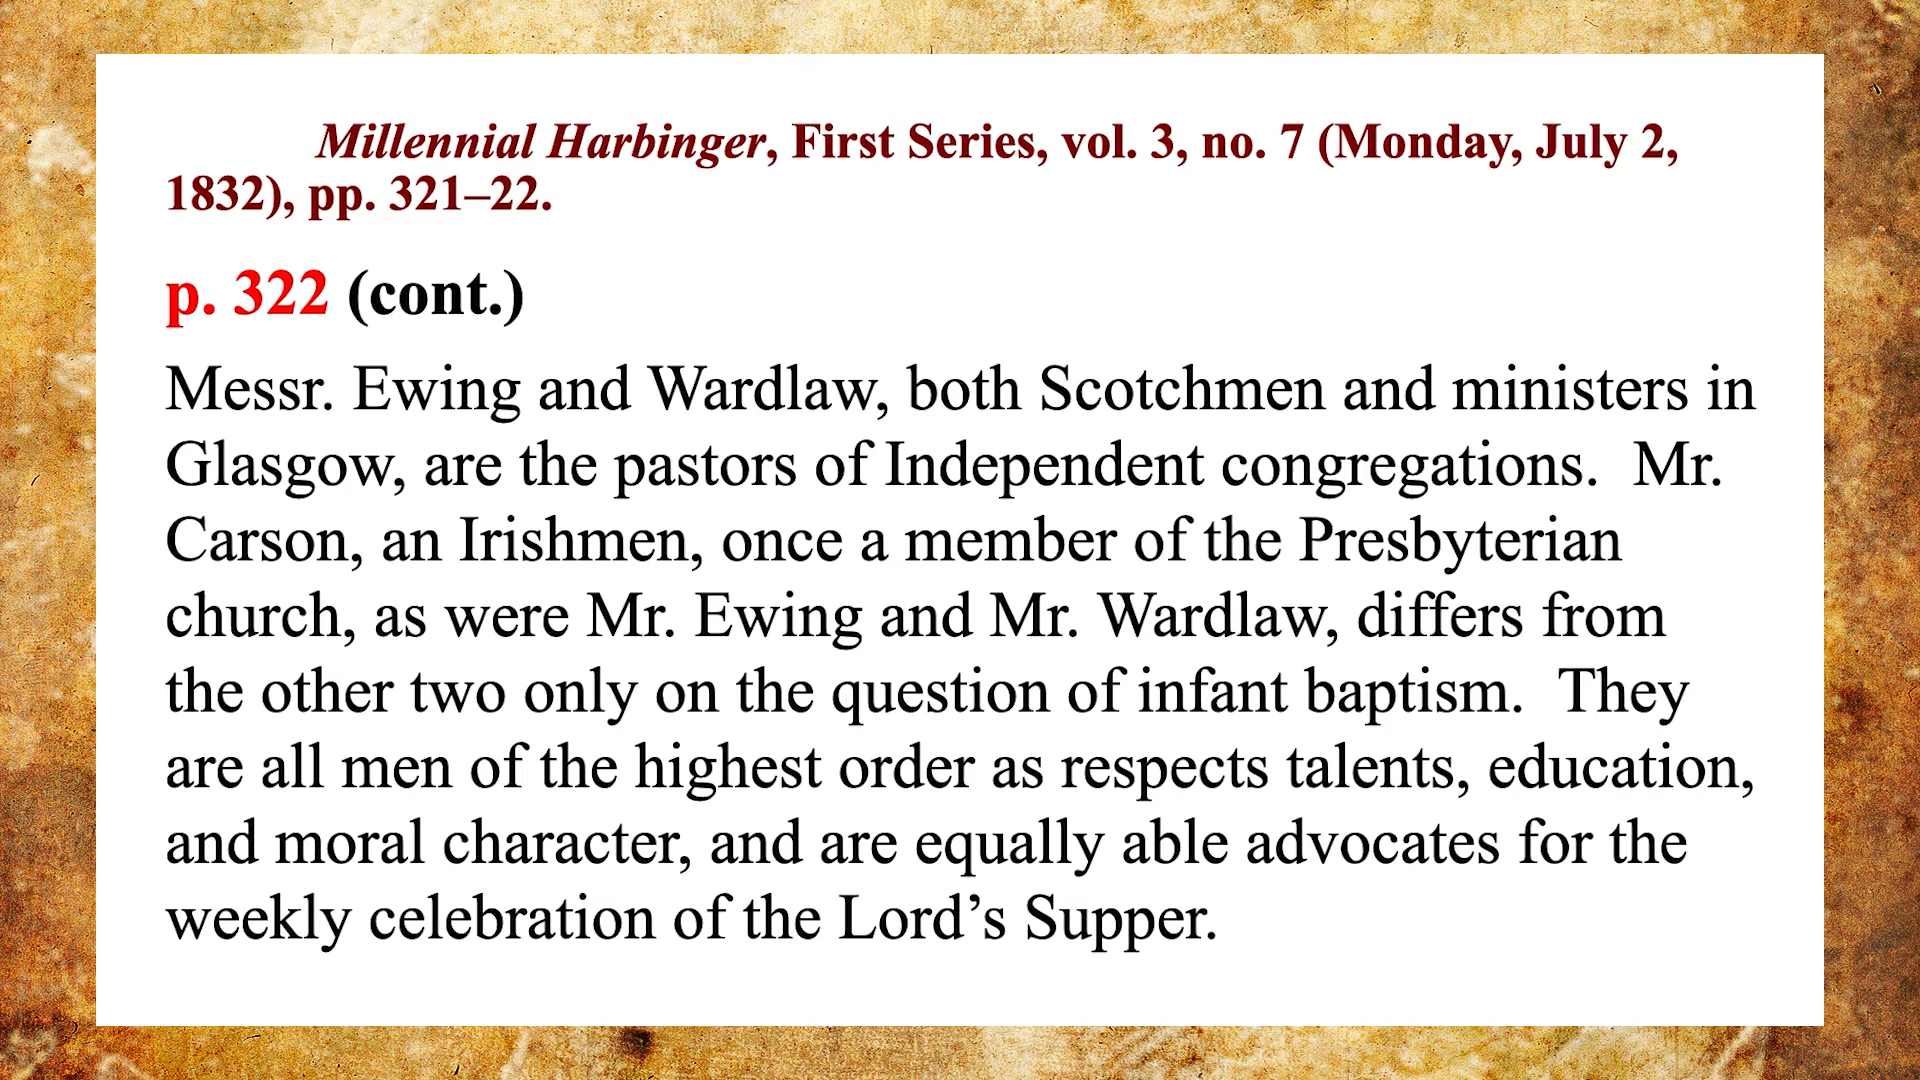 Millennial Harbinger, First Series, vol. 3, no. 7 (Monday, July 2,
1832), pp. 321–22.
p. 322 (cont.)
Messr. Ewing and Wardlaw, both Scotchmen and ministers in
Glasgow, are the pastors of Independent congregations.  Mr.
Carson, an Irishmen, once a member of the Presbyterian
church, as were Mr. Ewing and Mr. Wardlaw, differs from
the other two only on the question of infant baptism.  They
are all men of the highest order as respects talents, education,
and moral character, and are equally able advocates for the
weekly celebration of the Lord’s Supper.